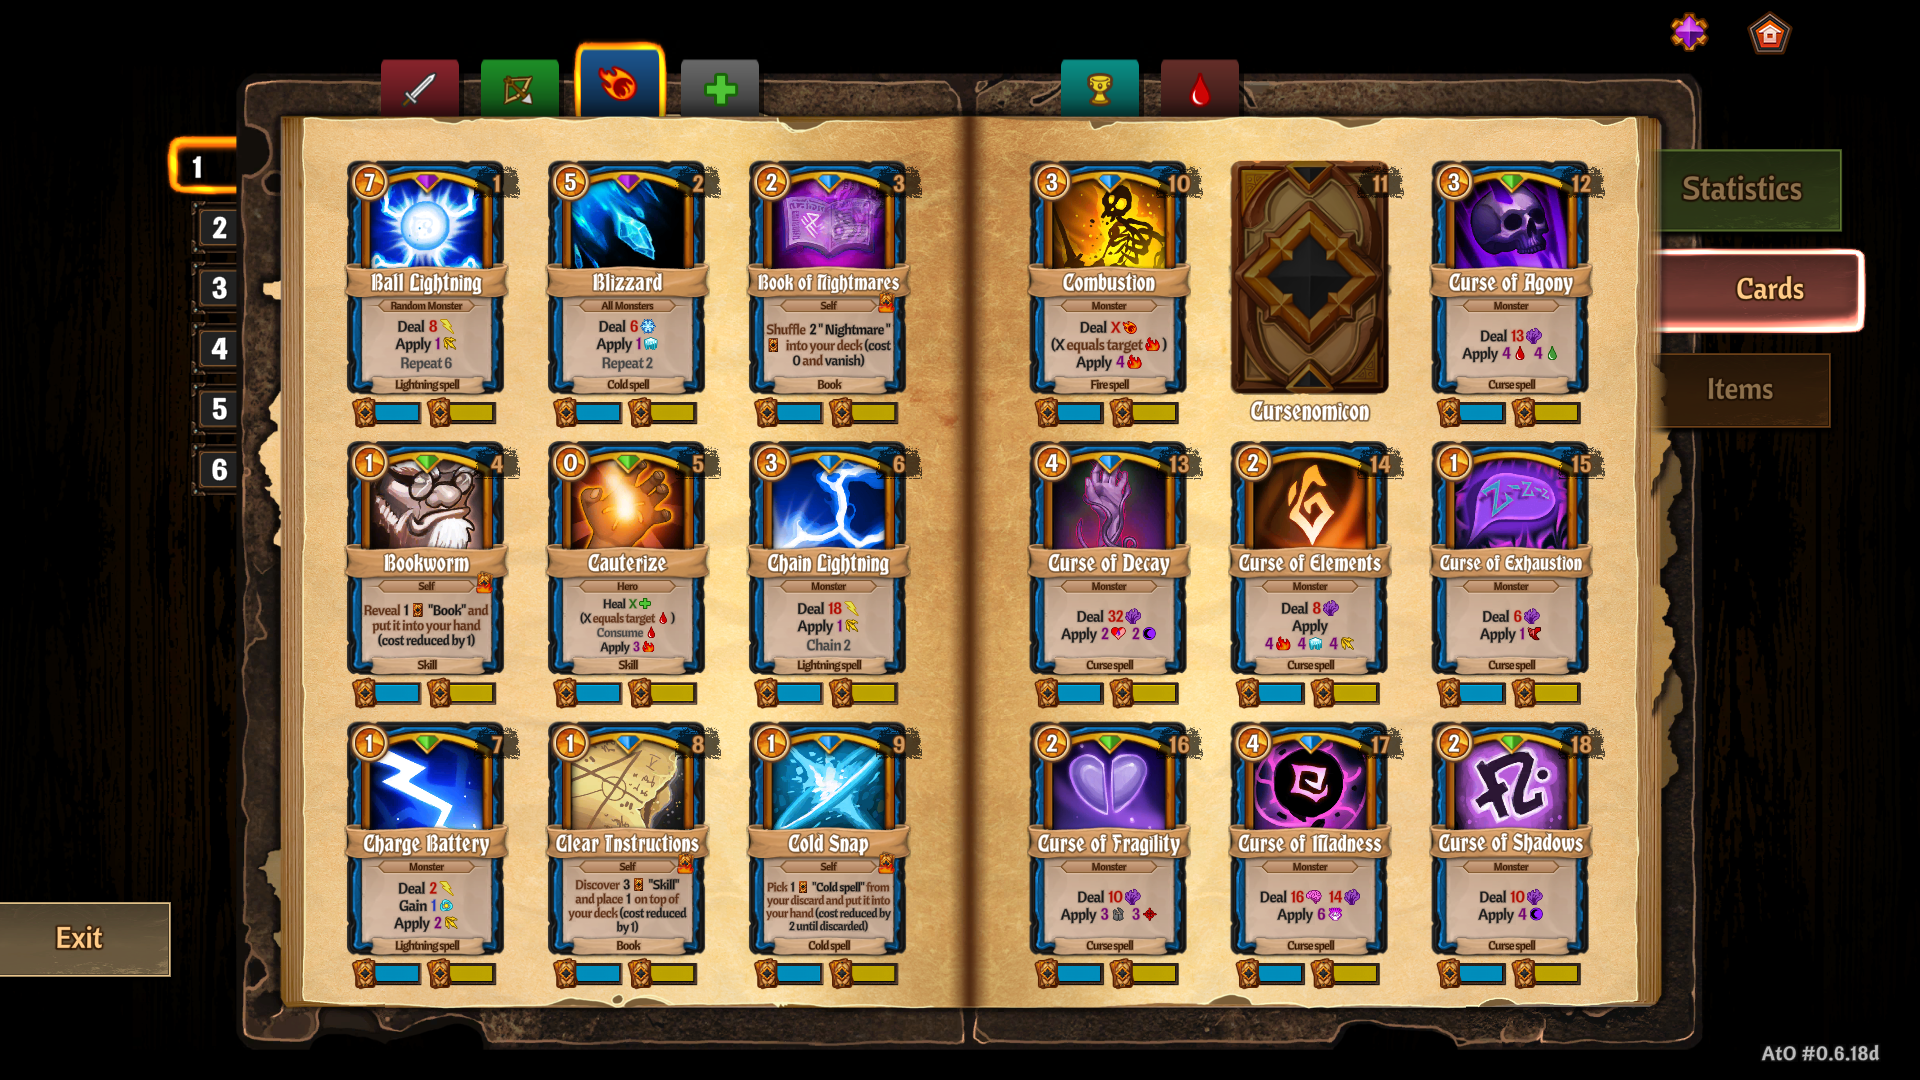 1
2
3
4
5
6
7
1
Ball Lightning
Random Monster
Deal 8
Apply 1
Repeat 6
Lightning spell
5
2
Blizzard
All Monsters
Deal 6
Apply 1
Repeat 2
Cold spell
2
3
Book of Nightmares
Self
Shuffle 2 " Nightmare "
into your deck (cost
0 and vanish)
Book
3
10
Combustion
Monster
Deal X
(X equals target )
Apply 4
Fire spell
11
Cursenomicon
3
12
Curse of Agony
Monster
Deal 13
Apply 4 4
Curse spell
1
4
Bookworm
Self
Reveal 1 "Book" and
put it into your hand
(cost reduced by 1)
Skill
0
5
Cauterize
Hero
Heal X
(X equals target )
Consume
Apply 3
Skill
3
6
Chain Lightning
Monster
Deal 18
Apply 1
Chain 2
Lightning spell
4
13
Curse of Decay
Monster
Deal 32
Apply 2 2
Curse spell
2
14
Curse of Elements
Monster
Deal 8
Apply
4 4 4
Curse spell
1
15
Z-Z-z
Curse of Exhaustion
Monster
Deal 6
Apply 1
Curse spell
1
7
Charge Battery
Monster
Deal 2
Gain 1
Apply 2
Lightning spell
1
8
Clear Instructions
Self
Discover 3 "Skill"
and place 1 on top of
your deck (cost reduced
by 1)
Book
1
9
Cold Snap
Self
Pick 1 "Cold spell" from
your discard and put it into
your hand (cost reduced by
2 until discarded)
Cold spell
2
16
Curse of Fragility
Monster
Deal 10
Apply 3 3
Curse spell
4
17
Curse of Madness
Monster
Deal 16 14
Apply 6
Curse spell
2
18
Curse of Shadows
Monster
Deal 10
Apply 4
Curse spell
Statistics
Cards
Items
Exit
AtO #0.6.18d